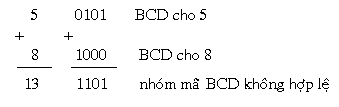 5 0101 BCD cho 5
+ +
8 1000 BCD cho 8
13 1101 nhóm mã BCD không hợp lệ